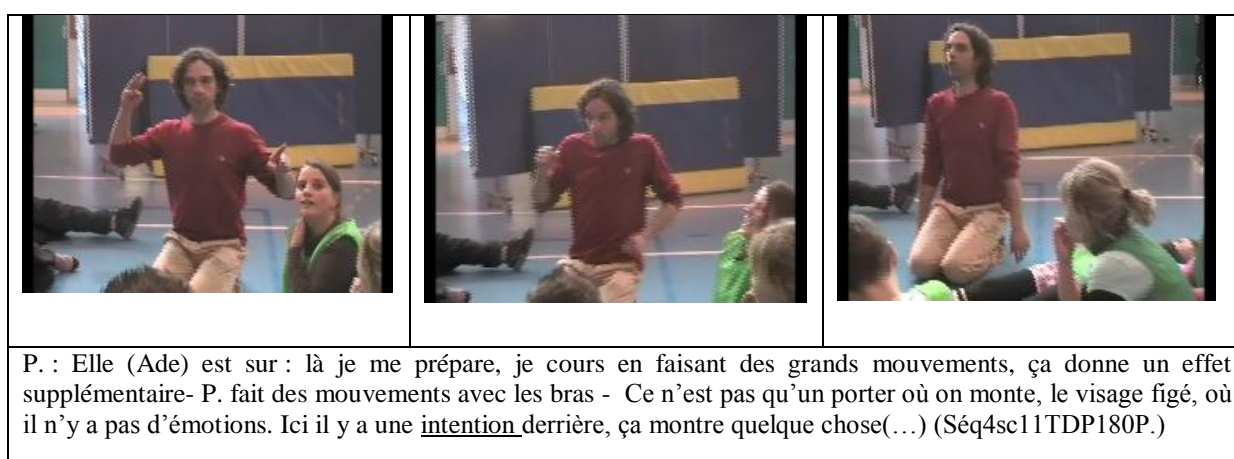 P. : Elle (Ade) est sur : là je me prépare, je cours en faisant des grands mouvements, ça donne un effet
supplémentaire- P. fait des mouvements avec les bras - Ce n’est pas qu’un porter où on monte, le visage figé, où
il n’y a pas d’émotions. Ici il y a une intention derrière, ça montre quelque chose(…) (Séq4sc11TDP180P.)